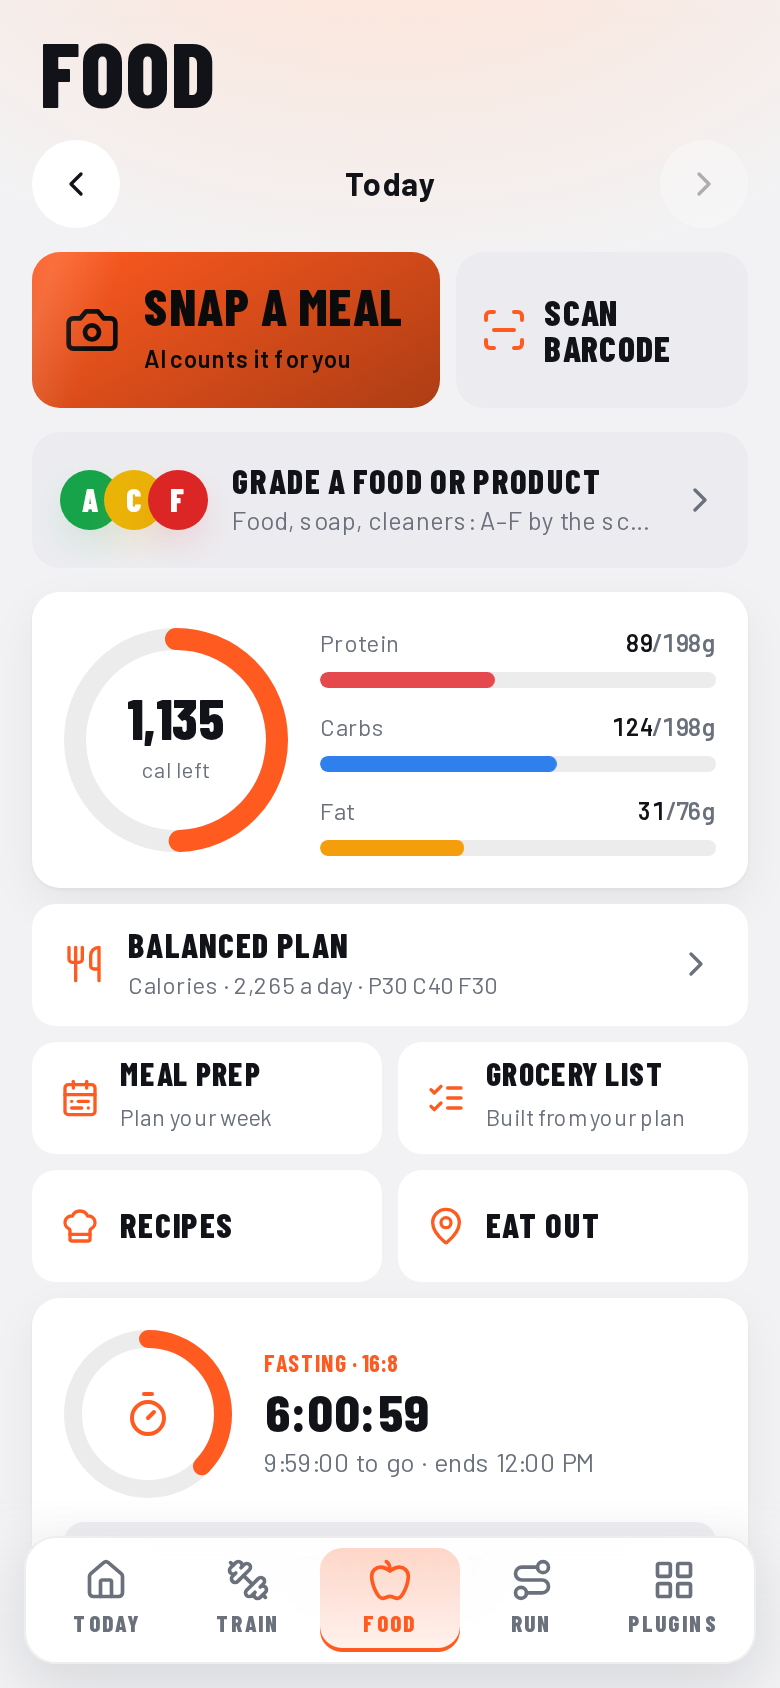 FOOD
Today
SNAP A MEAL
AI counts it for you
SCAN
BARCODE
A C F
GRADE A FOOD OR PRODUCT
Food, soap, cleaners: A–F by the sc...
1,135
cal left
Protein 89/198g
Carbs 124/198g
Fat 31/76g
BALANCED PLAN
Calories · 2,265 a day · P30 C40 F30
MEAL PREP
Plan your week
GROCERY LIST
Built from your plan
RECIPES
EAT OUT
FASTING · 16:8
6:00:59
9:59:00 to go · ends 12:00 PM
TODAY TRAIN FOOD RUN PLUGINS